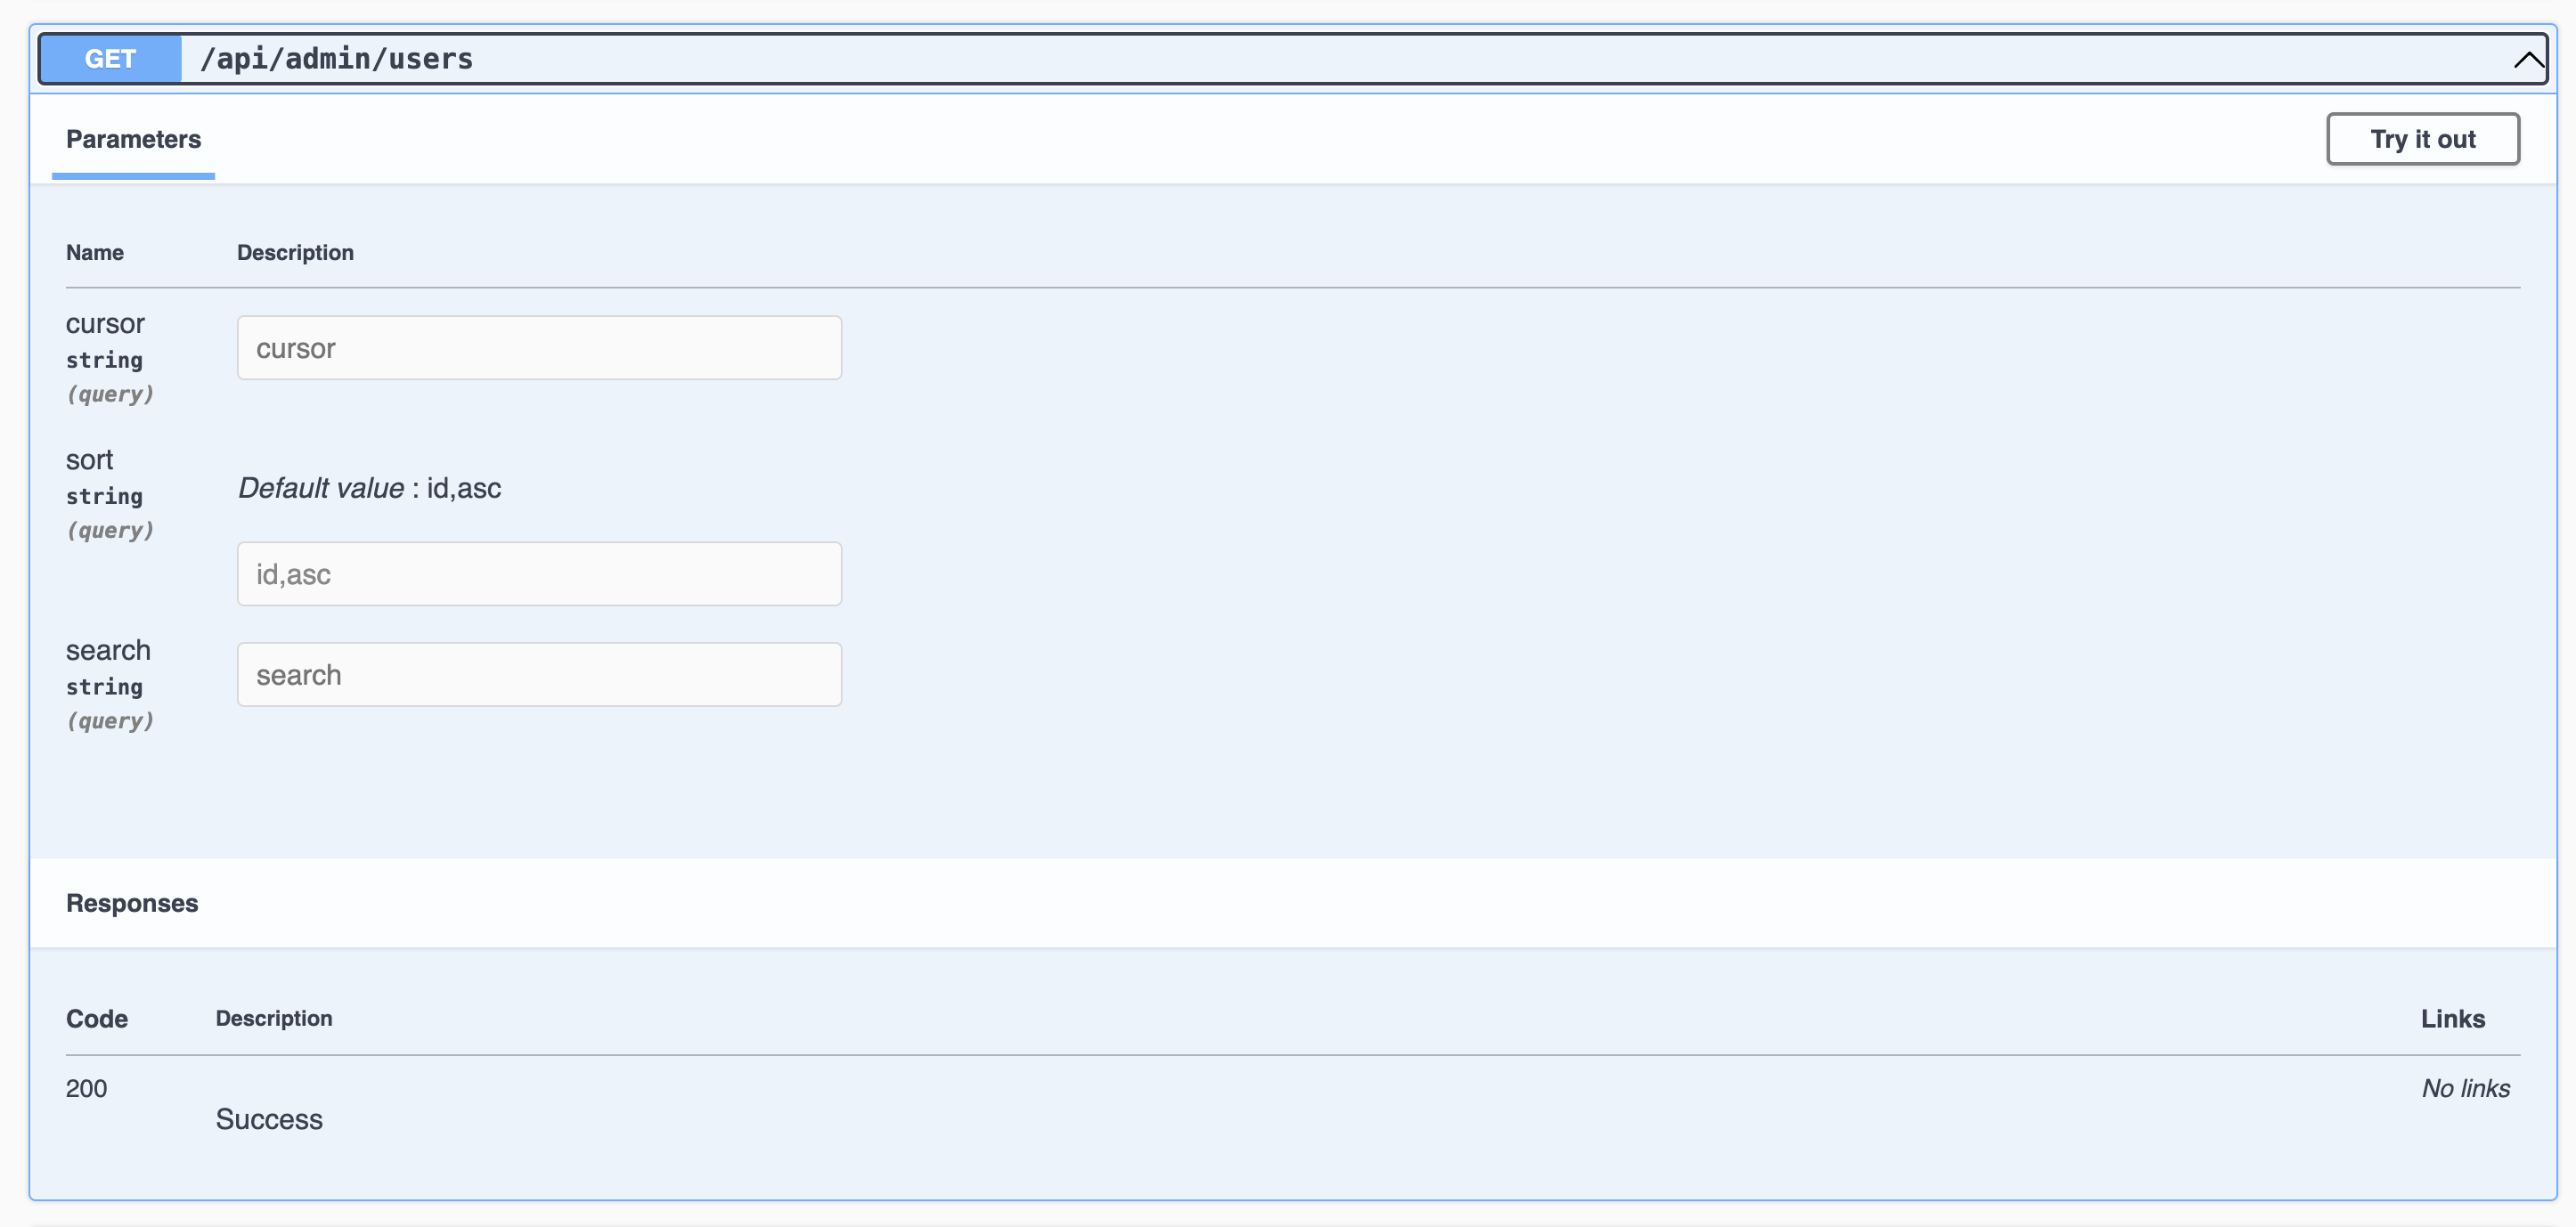 GET /api/admin/users
Parameters
Try it out
Name Description
cursor
string
(query)
cursor
sort
string
(query)
Default value : id,asc
id,asc
search
string
(query)
search
Responses
Code Description Links
200
Success
No links